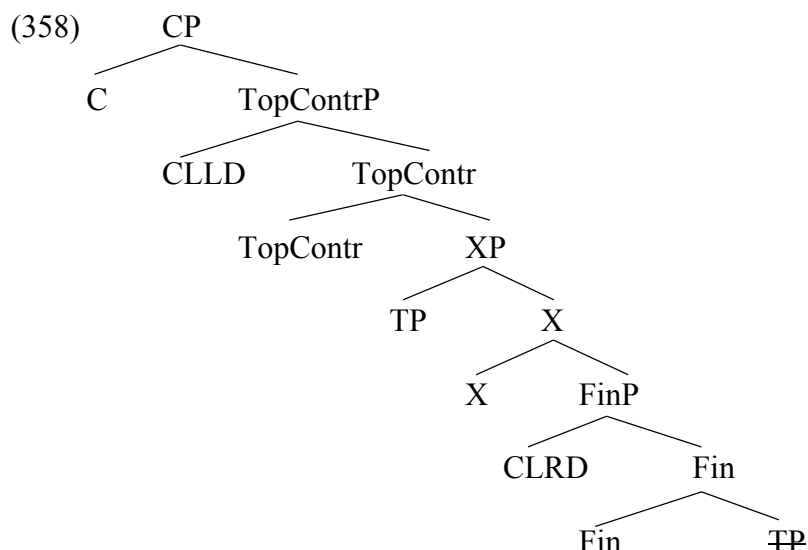 (358) CP
C TopContrP
CLLD TopContr
TopContr XP
TP X
X FinP
CLRD Fin
Fin TP